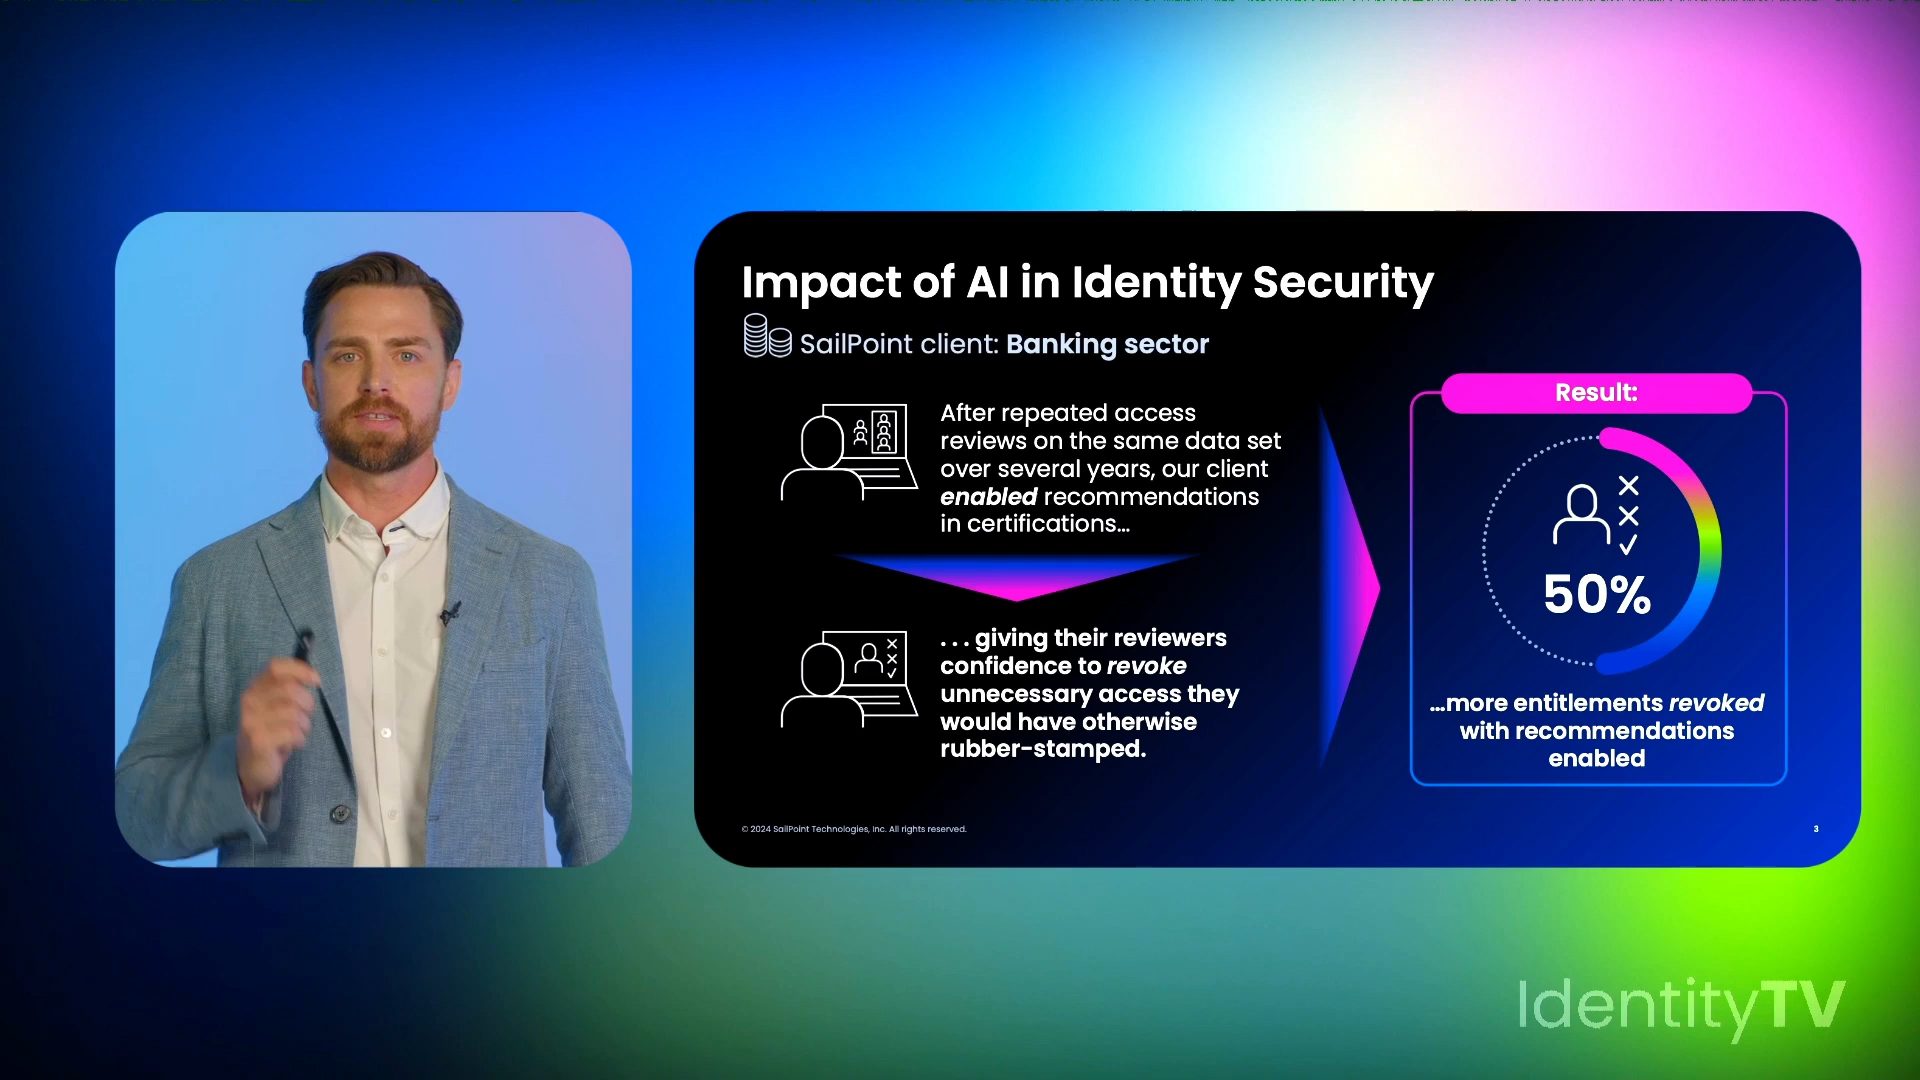 Impact of AI in Identity Security
SailPoint client: Banking sector
After repeated access
reviews on the same data set
over several years, our client
enabled recommendations
in certifications...
. . . giving their reviewers
confidence to revoke
unnecessary access they
would have otherwise
rubber-stamped.
Result:
50%
...more entitlements revoked
with recommendations
enabled
© 2024 SailPoint Technologies, Inc. All rights reserved.
3
IdentityTV